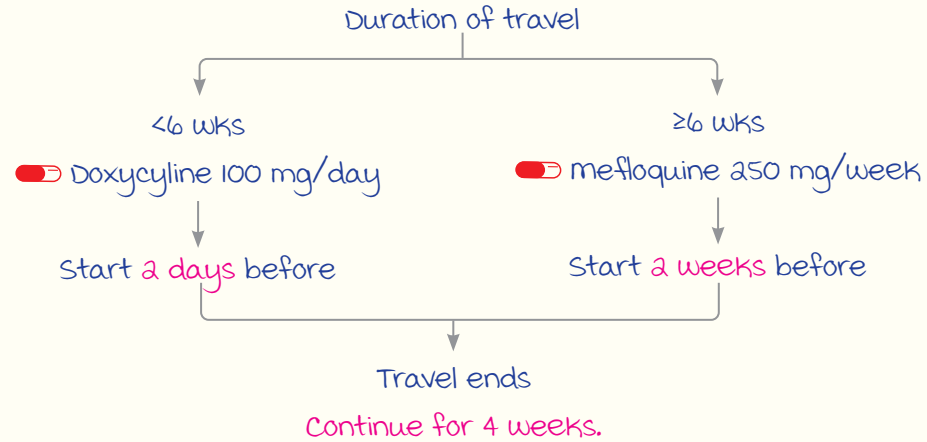 Duration of travel
<6 wks
≥6 wks
Doxycyline 100 mg/day
Mefloquine 250 mg/week
Start 2 days before
Start 2 weeks before
Travel ends
Continue for 4 weeks.